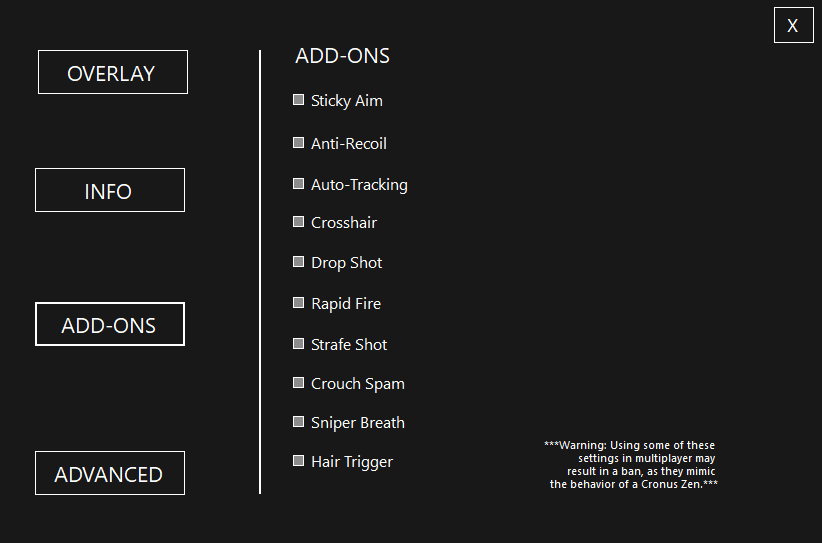 X
OVERLAY
INFO
ADD-ONS
ADVANCED
ADD-ONS
Sticky Aim
Anti-Recoil
Auto-Tracking
Crosshair
Drop Shot
Rapid Fire
Strafe Shot
Crouch Spam
Sniper Breath
Hair Trigger
***Warning: Using some of these
settings in multiplayer may
result in a ban, as they mimic
the behavior of a Cronus Zen.***